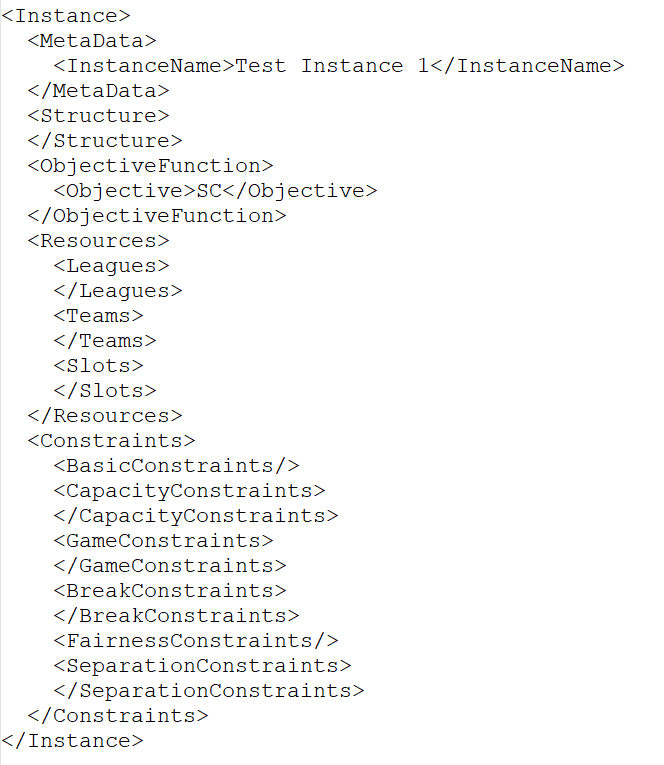 <Instance>
  <MetaData>
    <InstanceName>Test Instance 1</InstanceName>
  </MetaData>
  <Structure>
  </Structure>
  <ObjectiveFunction>
    <Objective>SC</Objective>
  </ObjectiveFunction>
  <Resources>
    <Leagues>
    </Leagues>
    <Teams>
    </Teams>
    <Slots>
    </Slots>
  </Resources>
  <Constraints>
    <BasicConstraints/>
    <CapacityConstraints>
    </CapacityConstraints>
    <GameConstraints>
    </GameConstraints>
    <BreakConstraints>
    </BreakConstraints>
    <FairnessConstraints/>
    <SeparationConstraints>
    </SeparationConstraints>
  </Constraints>
</Instance>